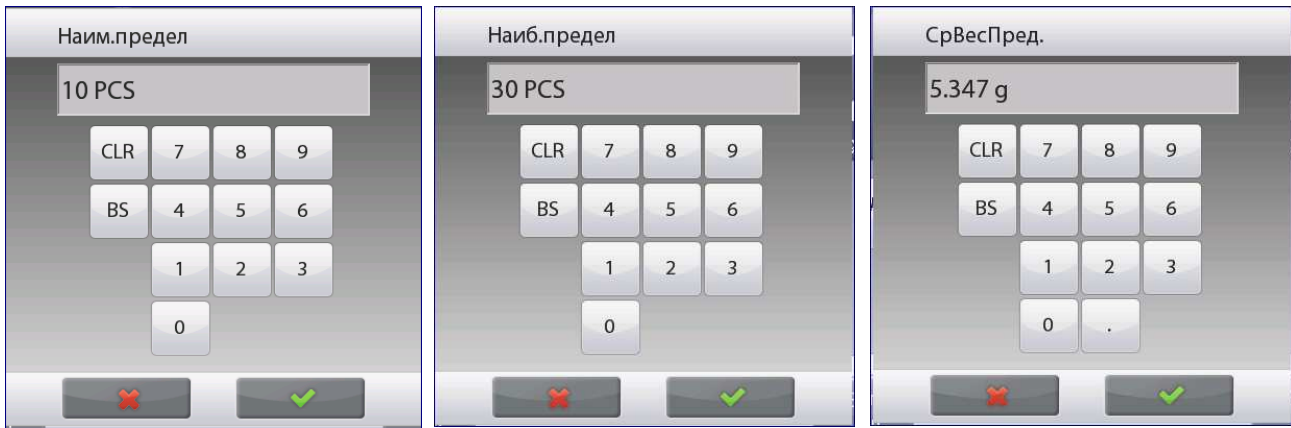 Наим.предел
10 PCS
CLR 7 8 9
BS 4 5 6
1 2 3
0
Наиб.предел
30 PCS
CLR 7 8 9
BS 4 5 6
1 2 3
0
СрВесПред.
5.347 g
CLR 7 8 9
BS 4 5 6
1 2 3
0 .